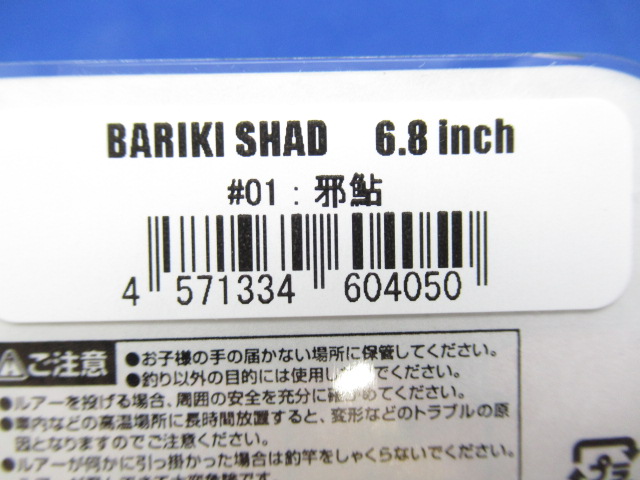 BARIKI SHAD 6.8 inch
#01：邪鮎
4 571334 604050
ご注意
●お子様の手の届かない場所に保管してください。
●釣り以外の目的には使用しないでください。
●ルアーを投げる場合、周囲の安全を充分に確かめてください。
●車内などの高温場所に長時間放置すると、変形などのトラブルの原
因となりますのでご注意ください。
●ルアーが何かに引っ掛かった場合は釣竿をしゃくらないでください。